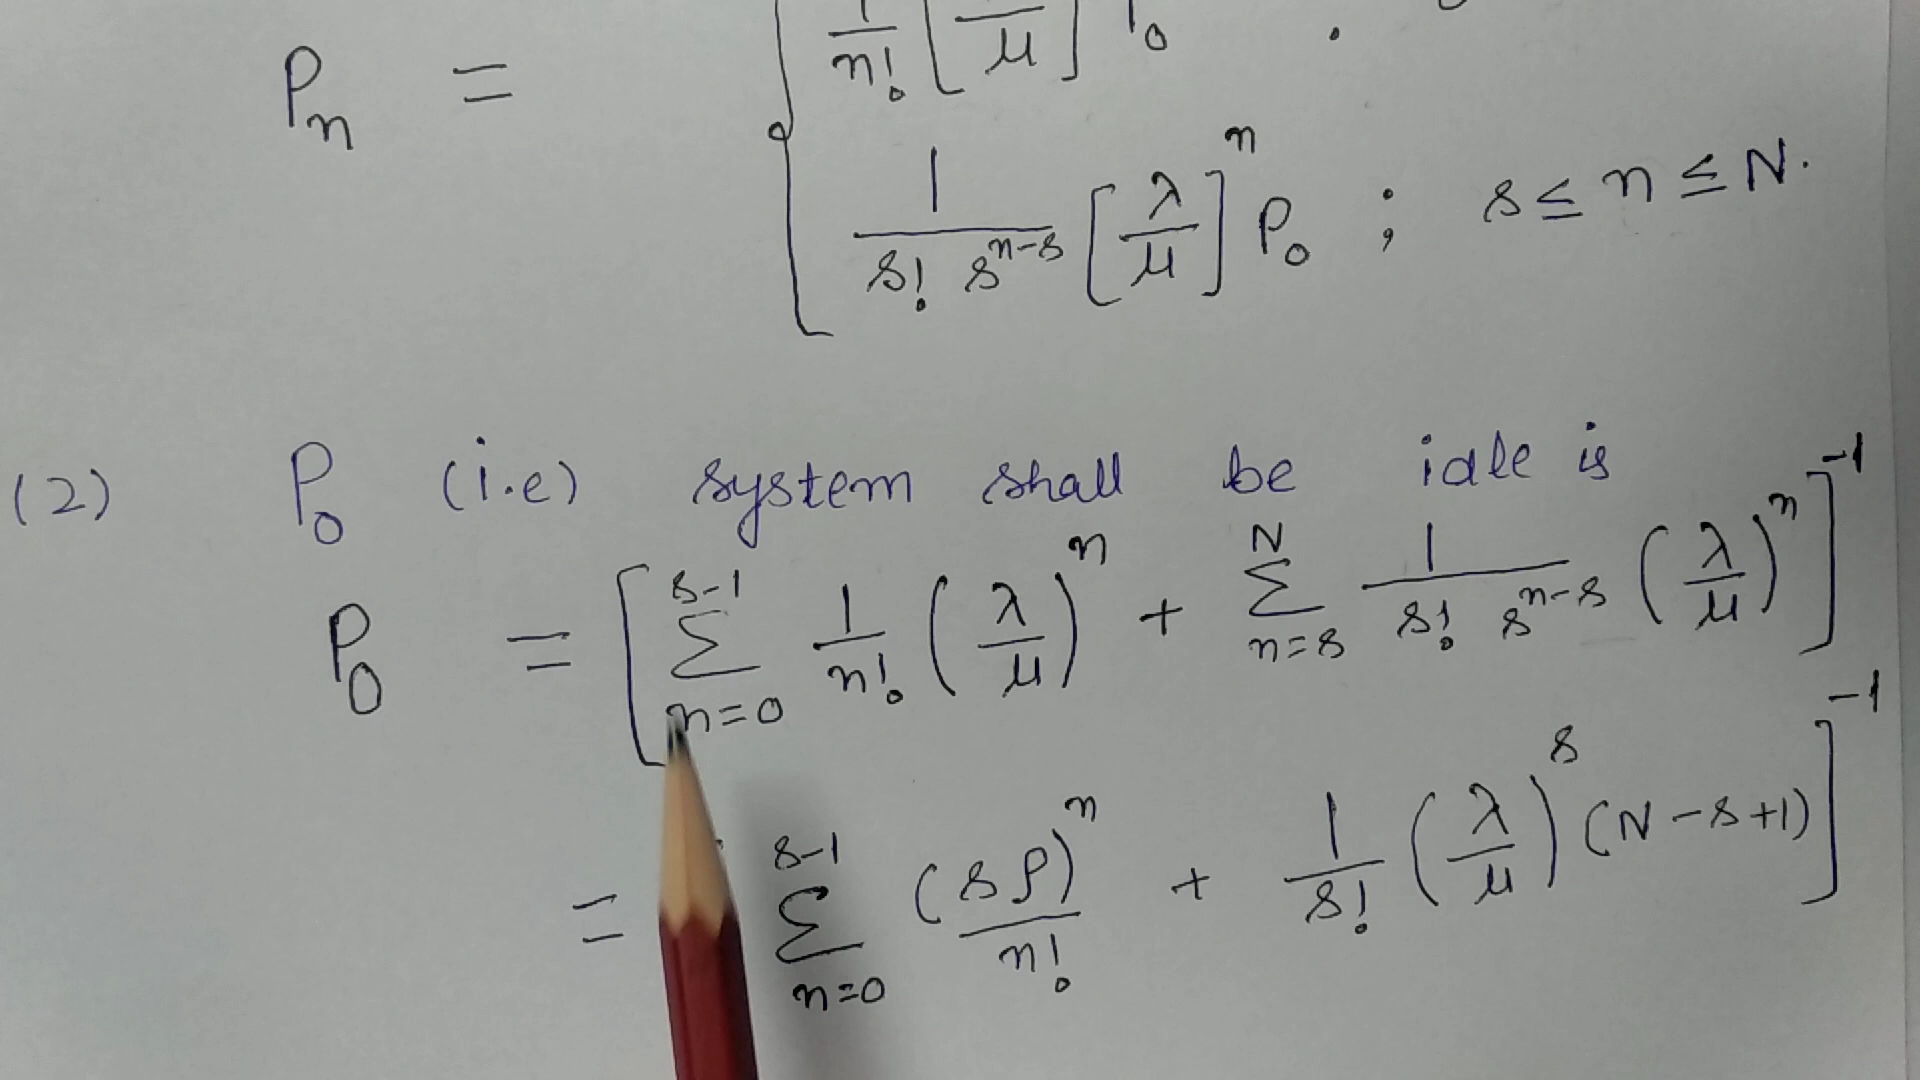 Pn = { 1/n! [ /μ] P0
1/(s! s^(n-s)) [λ/μ]^n P0 ; s ≤ n ≤ N.
(2) P0 (i.e) system shall be idle is
P0 = [ Σ_{n=0}^{s-1} 1/n! (λ/μ)^n + Σ_{n=s}^{N} 1/(s! s^(n-s)) (λ/μ)^n ]^-1
= Σ_{n=0}^{s-1} (sρ)^n/n! + 1/s! (λ/μ)^s (N-s+1) ]^-1